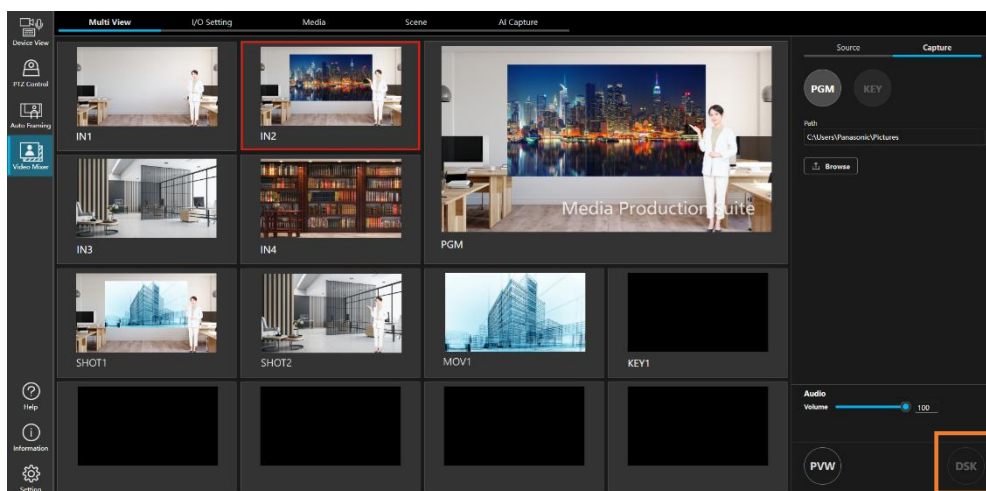 Multi View
I/O Setting
Media
Scene
AI Capture
Device View
PTZ Control
Auto Framing
Video Mixer
Help
Information
Setting
IN1
IN2
Media Production Suite
PGM
IN3
IN4
SHOT1
SHOT2
MOV1
KEY1
Source
Capture
PGM
KEY
Path
C:\Users\Panasonic\Pictures
Browse
Audio
Volume
100
PVW
DSK